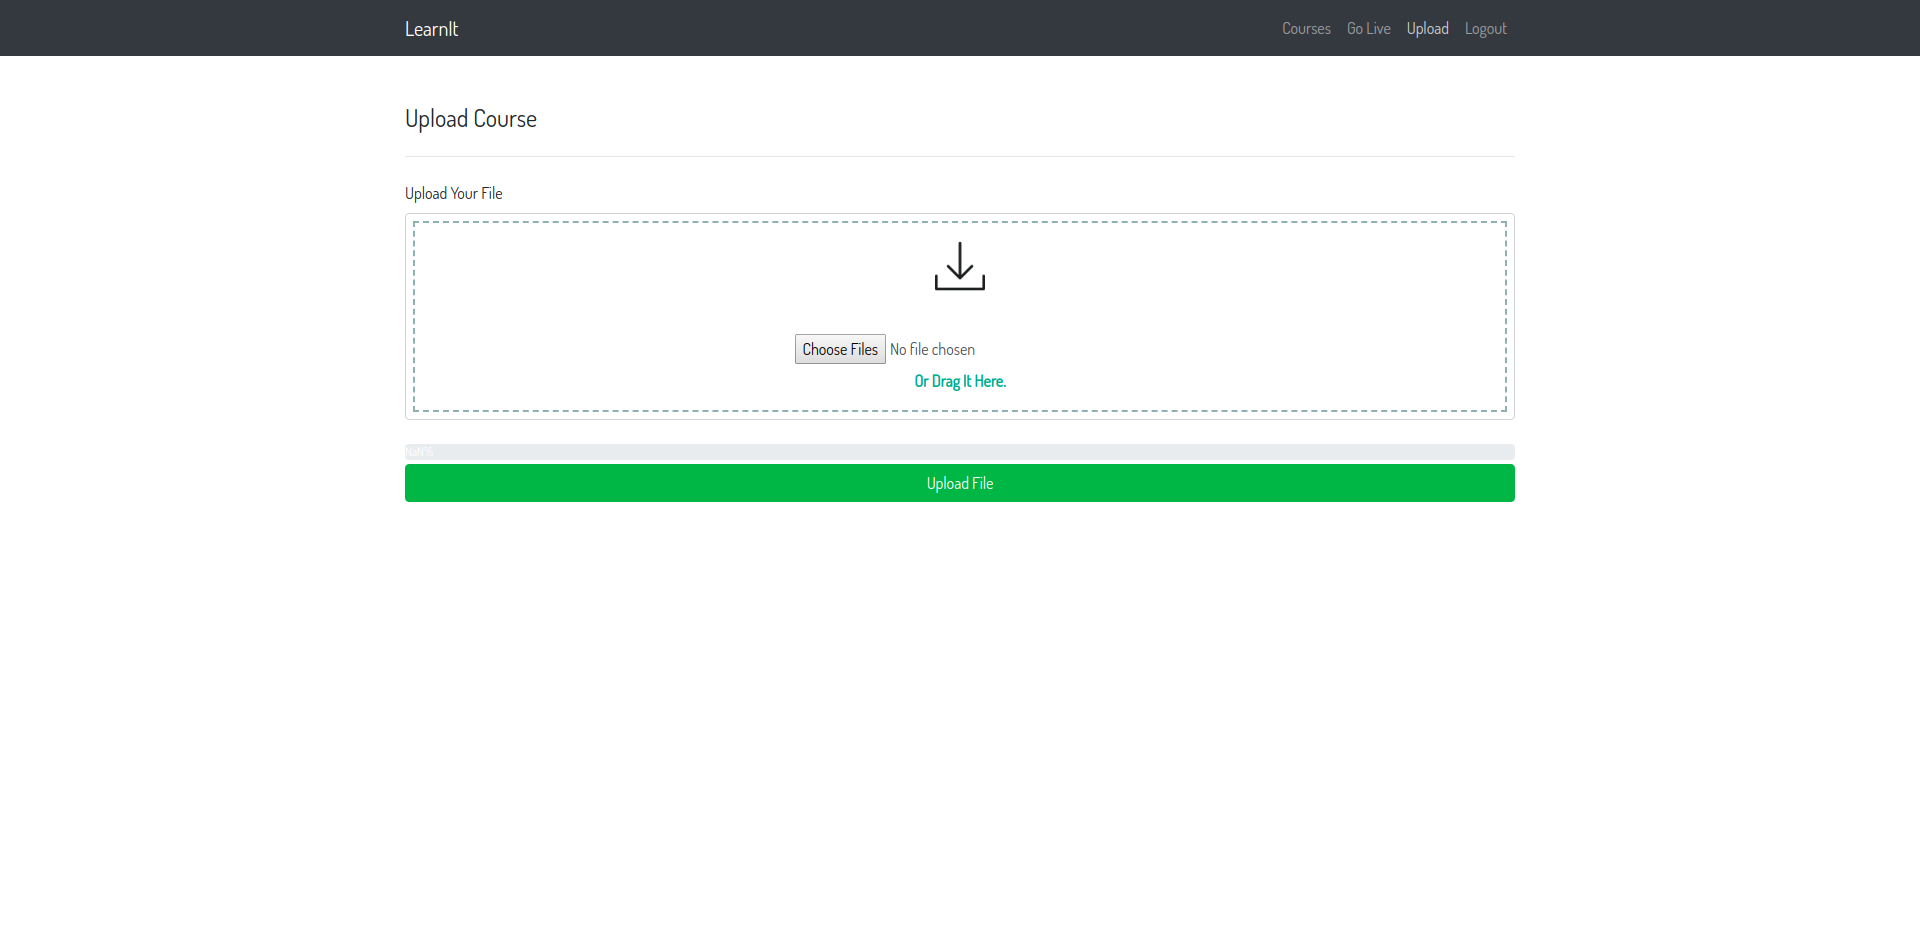 LearnIt
Courses Go Live Upload Logout
Upload Course
Upload Your File
Choose Files No file chosen
Or Drag It Here.
NaN%
Upload File